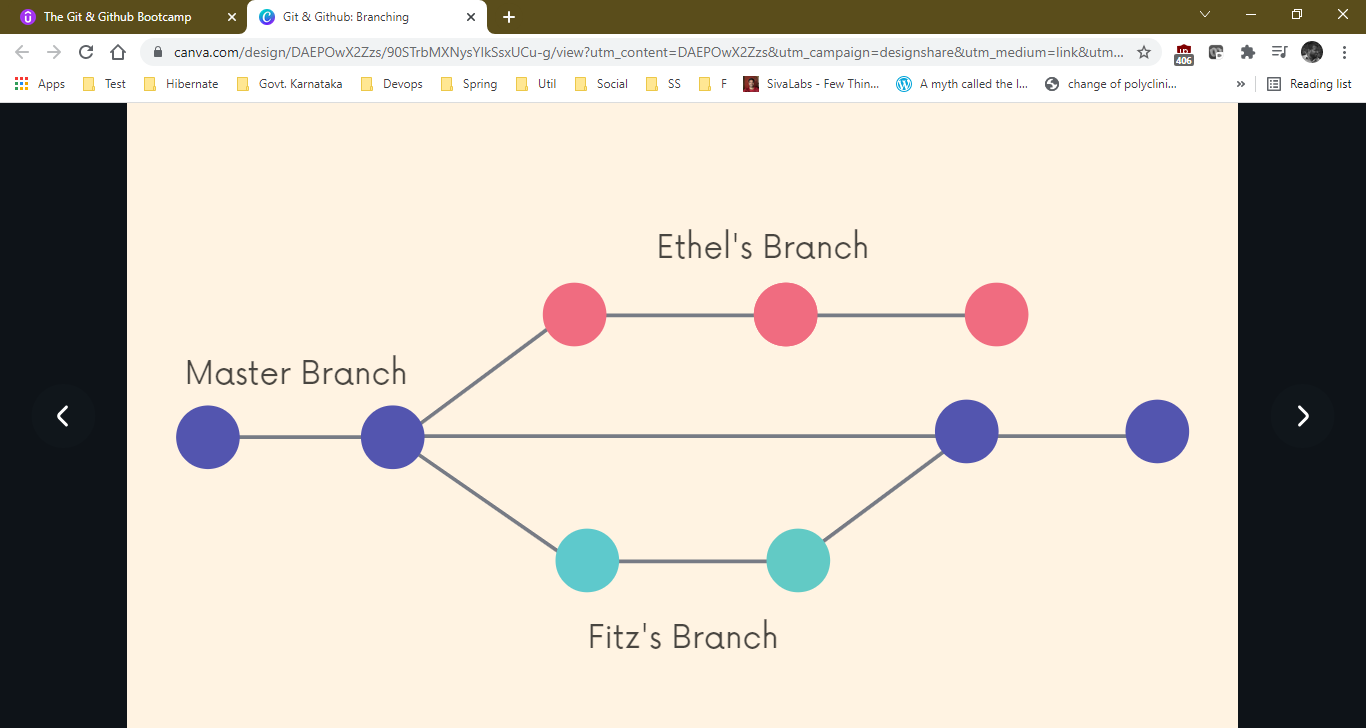 The Git & Github Bootcamp
Git & Github: Branching
canva.com/design/DAEPOwX2Zzs/90STrbMXNysYIkSsxUCu-g/view?utm_content=DAEPOwX2Zzs&utm_campaign=designshare&utm_medium=link&utm...
406
Apps Test Hibernate Govt. Karnataka Devops Spring Util Social SS F SivaLabs - Few Thin... A myth called the I... change of polyclini... » Reading list
Ethel's Branch
Master Branch
Fitz's Branch